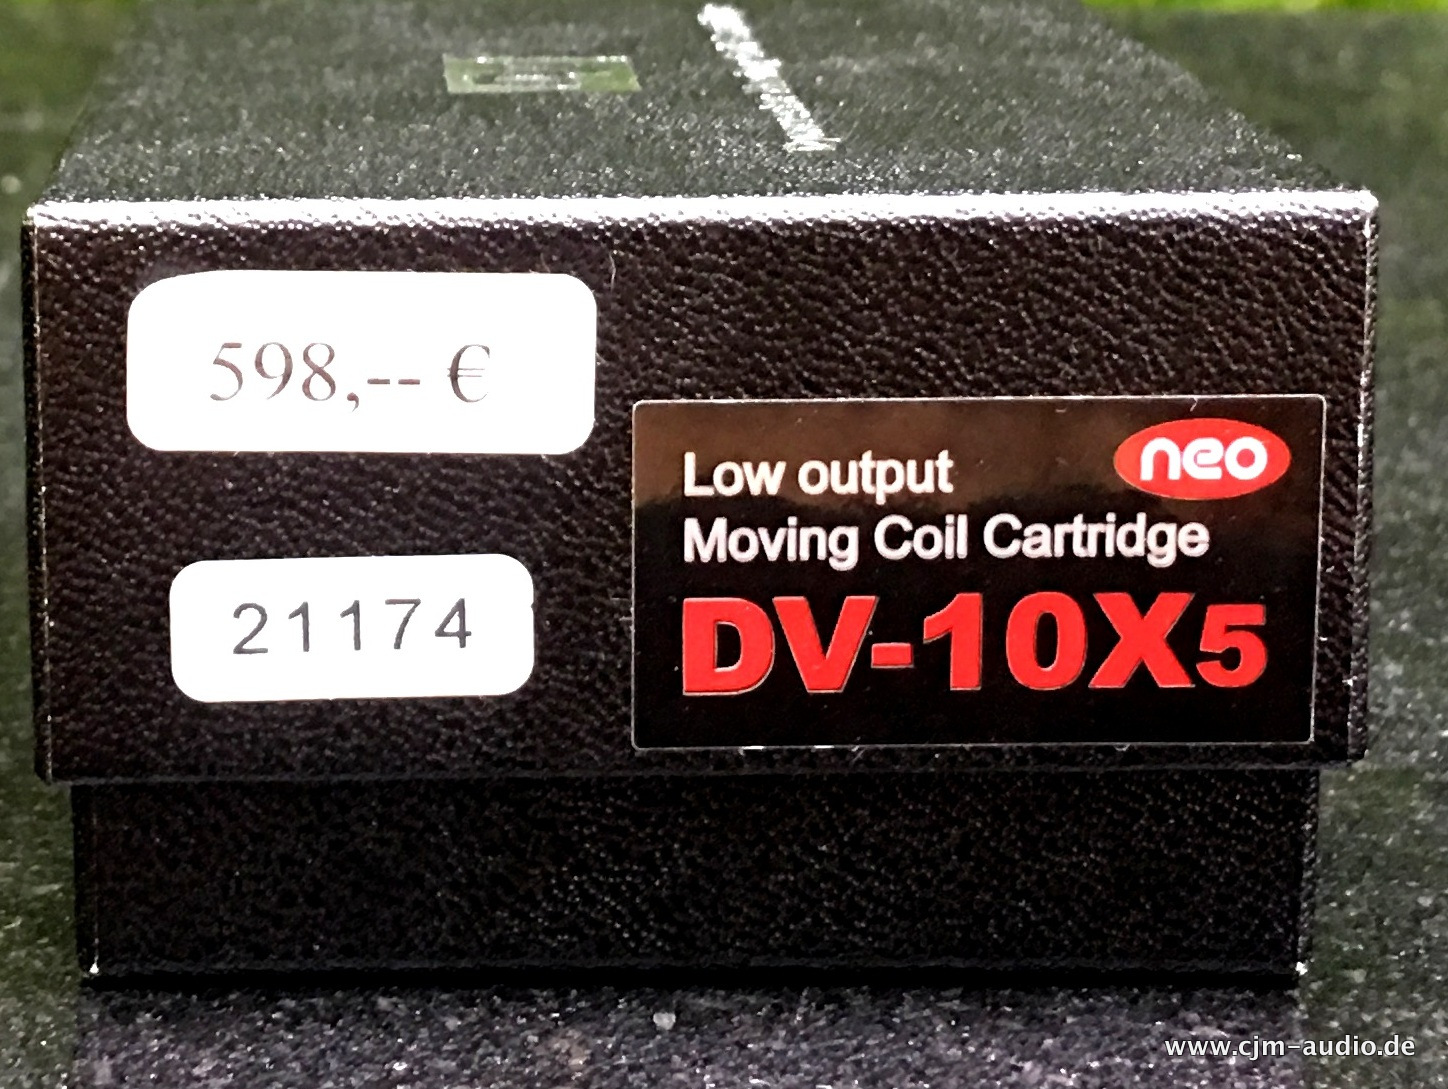 598,-- €
21174
neo
Low output
Moving Coil Cartridge
DV-10X5
www.cjm-audio.de